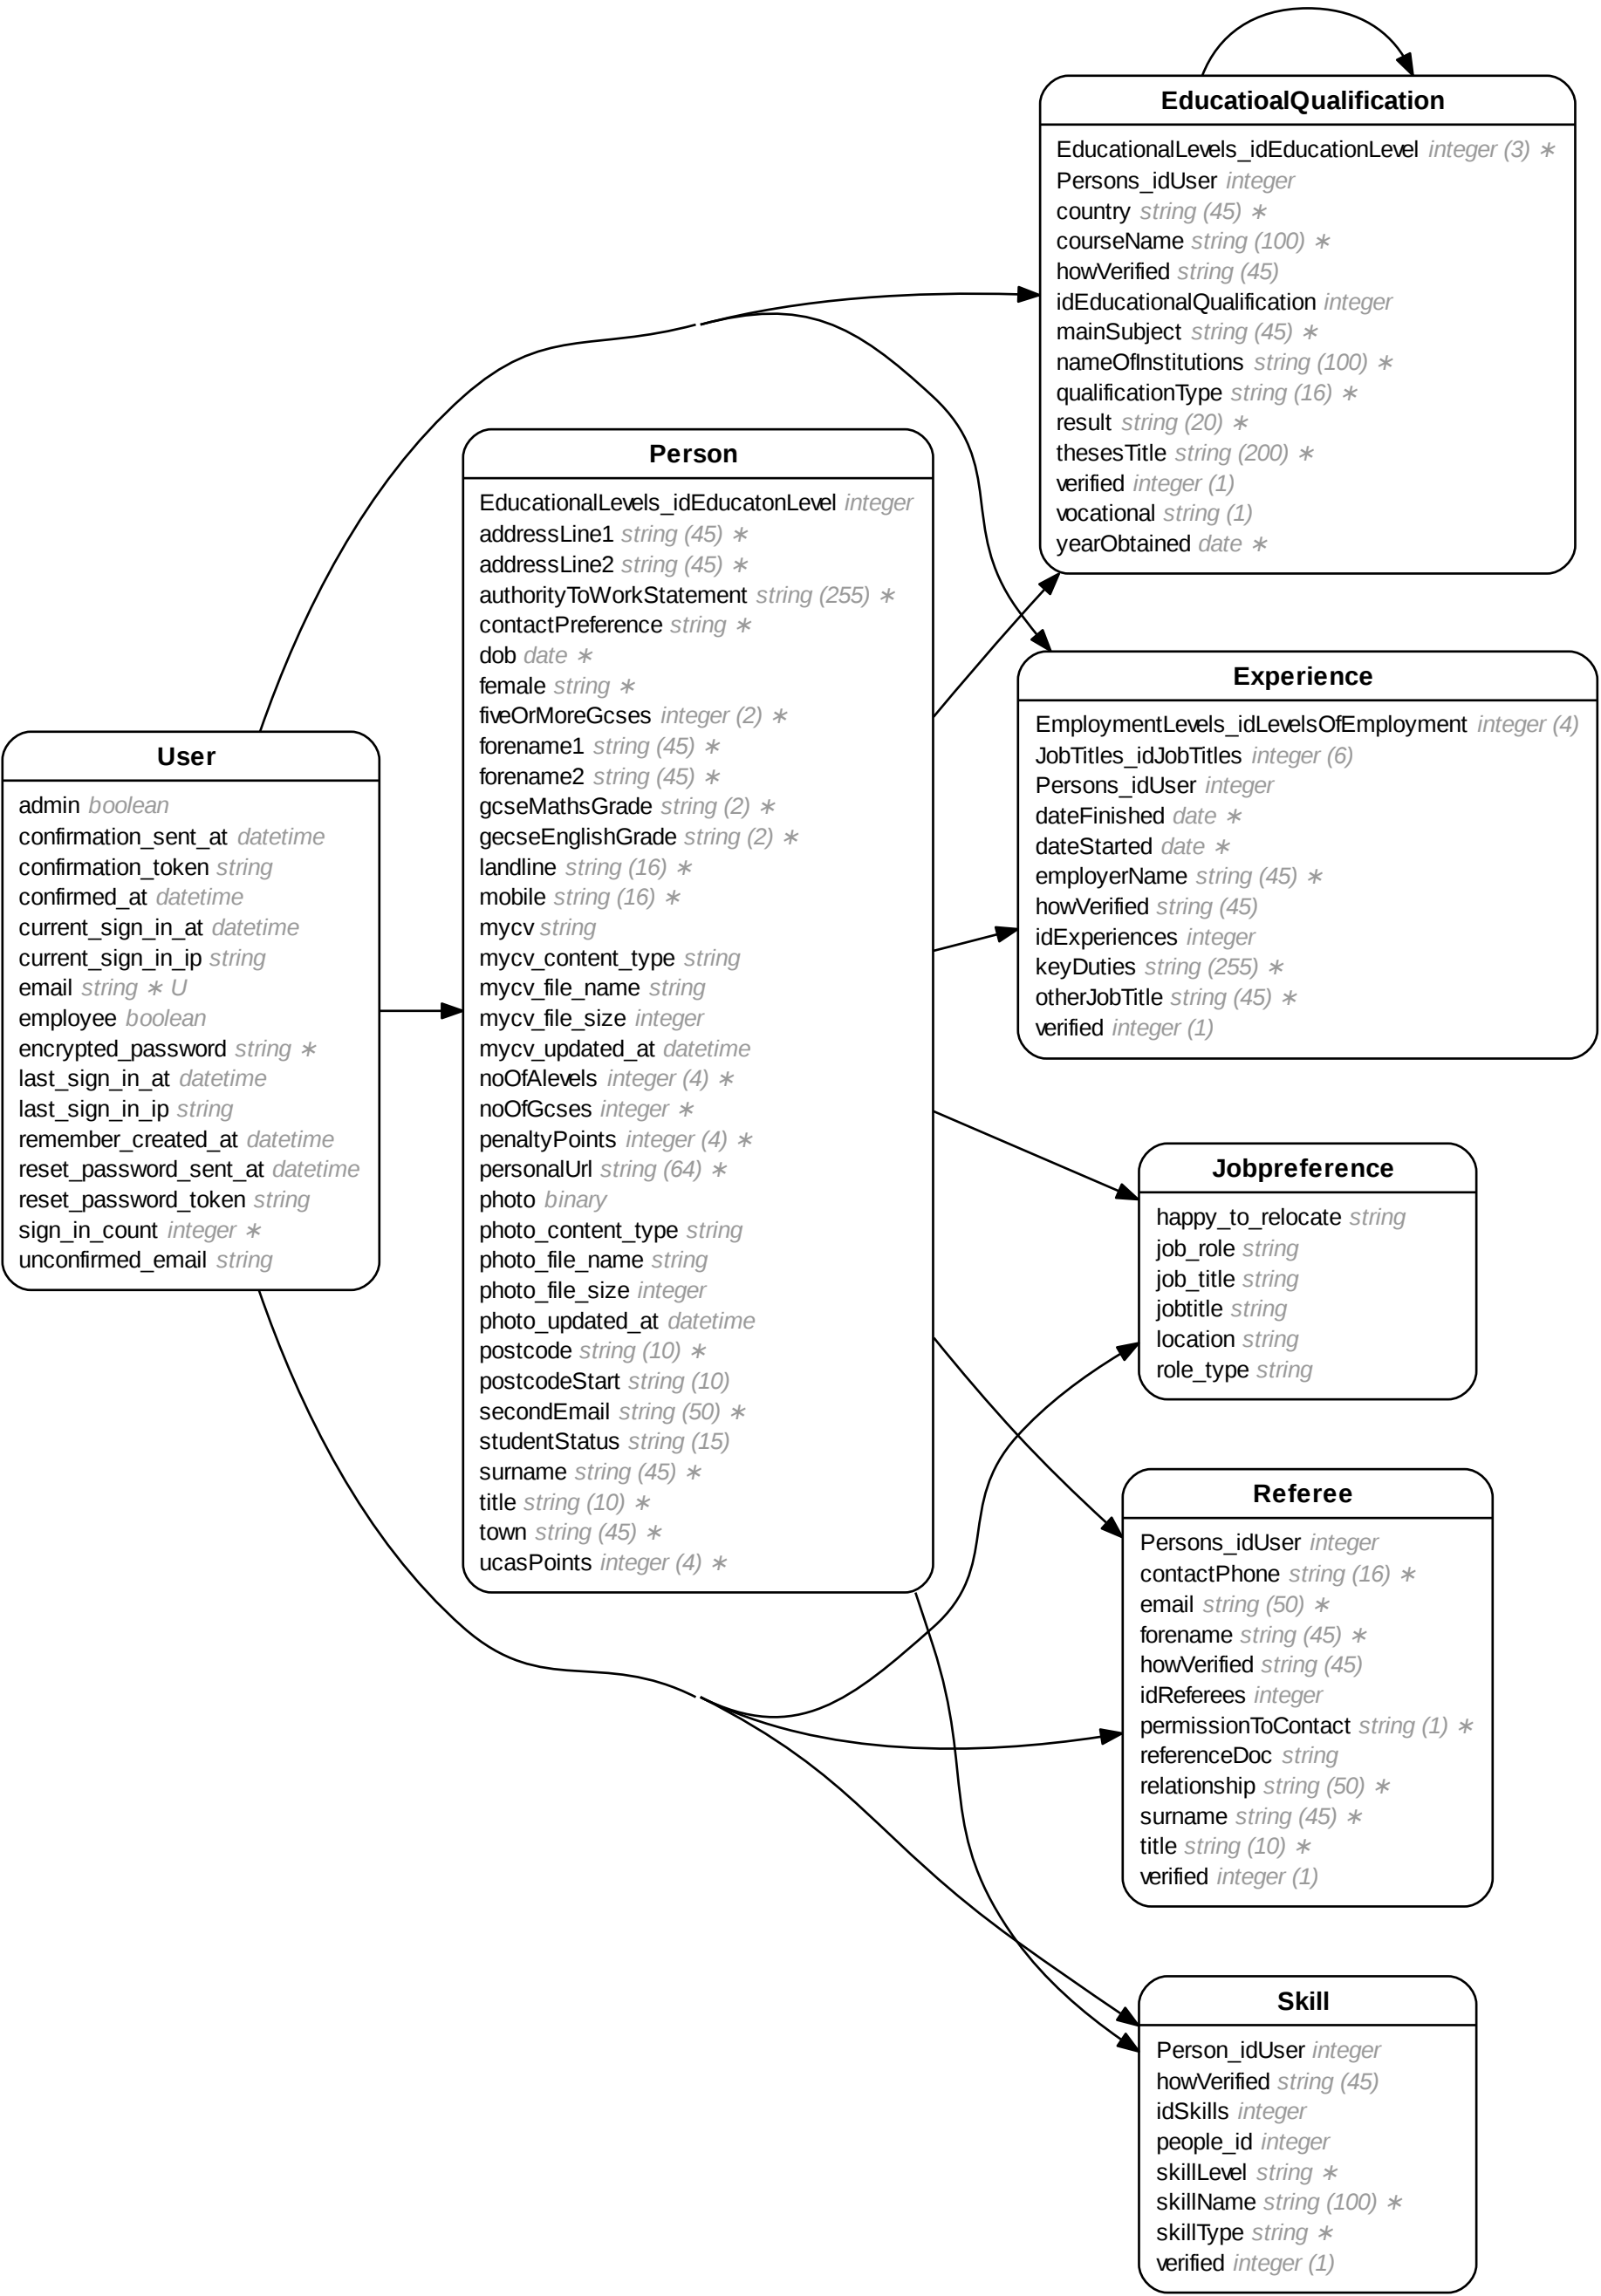 EducatioalQualification
EducationalLevels_idEducationLevel integer (3) ∗
Persons_idUser integer
country string (45) ∗
courseName string (100) ∗
howVerified string (45)
idEducationalQualification integer
mainSubject string (45) ∗
nameOfInstitutions string (100) ∗
qualificationType string (16) ∗
result string (20) ∗
thesesTitle string (200) ∗
verified integer (1)
vocational string (1)
yearObtained date ∗
Person
EducationalLevels_idEducatonLevel integer
addressLine1 string (45) ∗
addressLine2 string (45) ∗
authorityToWorkStatement string (255) ∗
contactPreference string ∗
dob date ∗
female string ∗
fiveOrMoreGcses integer (2) ∗
forename1 string (45) ∗
forename2 string (45) ∗
gcseMathsGrade string (2) ∗
gecseEnglishGrade string (2) ∗
landline string (16) ∗
mobile string (16) ∗
mycv string
mycv_content_type string
mycv_file_name string
mycv_file_size integer
mycv_updated_at datetime
noOfAlevels integer (4) ∗
noOfGcses integer ∗
penaltyPoints integer (4) ∗
personalUrl string (64) ∗
photo binary
photo_content_type string
photo_file_name string
photo_file_size integer
photo_updated_at datetime
postcode string (10) ∗
postcodeStart string (10)
secondEmail string (50) ∗
studentStatus string (15)
surname string (45) ∗
title string (10) ∗
town string (45) ∗
ucasPoints integer (4) ∗
Experience
EmploymentLevels_idLevelsOfEmployment integer (4)
JobTitles_idJobTitles integer (6)
Persons_idUser integer
dateFinished date ∗
dateStarted date ∗
employerName string (45) ∗
howVerified string (45)
idExperiences integer
keyDuties string (255) ∗
otherJobTitle string (45) ∗
verified integer (1)
User
admin boolean
confirmation_sent_at datetime
confirmation_token string
confirmed_at datetime
current_sign_in_at datetime
current_sign_in_ip string
email string ∗ U
employee boolean
encrypted_password string ∗
last_sign_in_at datetime
last_sign_in_ip string
remember_created_at datetime
reset_password_sent_at datetime
reset_password_token string
sign_in_count integer ∗
unconfirmed_email string
Jobpreference
happy_to_relocate string
job_role string
job_title string
jobtitle string
location string
role_type string
Referee
Persons_idUser integer
contactPhone string (16) ∗
email string (50) ∗
forename string (45) ∗
howVerified string (45)
idReferees integer
permissionToContact string (1) ∗
referenceDoc string
relationship string (50) ∗
surname string (45) ∗
title string (10) ∗
verified integer (1)
Skill
Person_idUser integer
howVerified string (45)
idSkills integer
people_id integer
skillLevel string ∗
skillName string (100) ∗
skillType string ∗
verified integer (1)